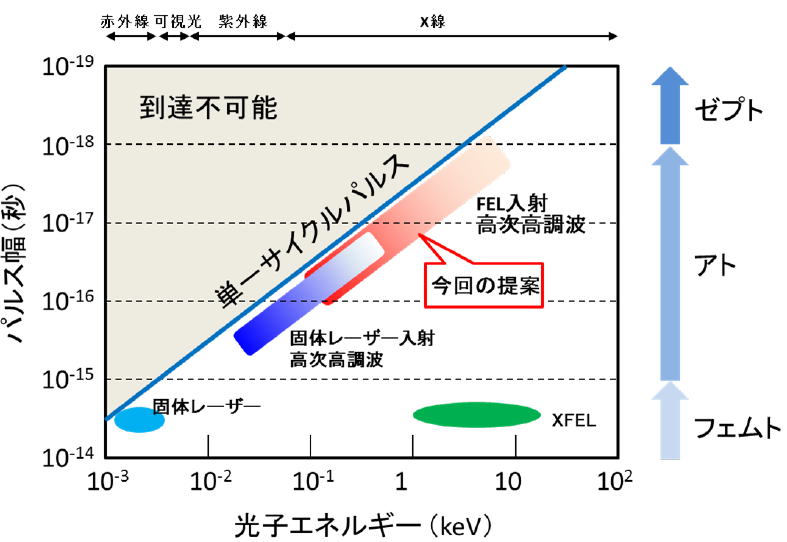 赤外線 可視光 紫外線 X線
10-19
10-18
10-17
10-16
10-15
10-14
パルス幅(秒)
到達不可能
単一サイクルパルス
FEL入射
高次高調波
今回の提案
固体レーザー入射
高次高調波
固体レーザー
XFEL
ゼプト
アト
フェムト
10-3 10-2 10-1 1 10 102
光子エネルギー(keV)